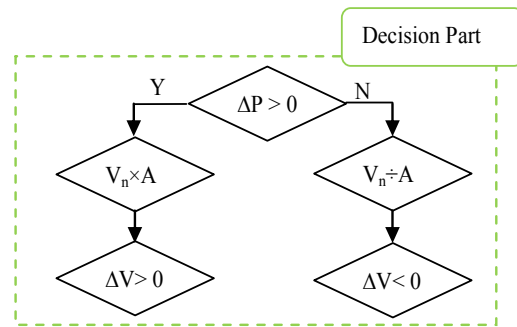 Decision Part
Y
N
ΔP > 0
Vₙ×A
Vₙ÷A
ΔV> 0
ΔV< 0